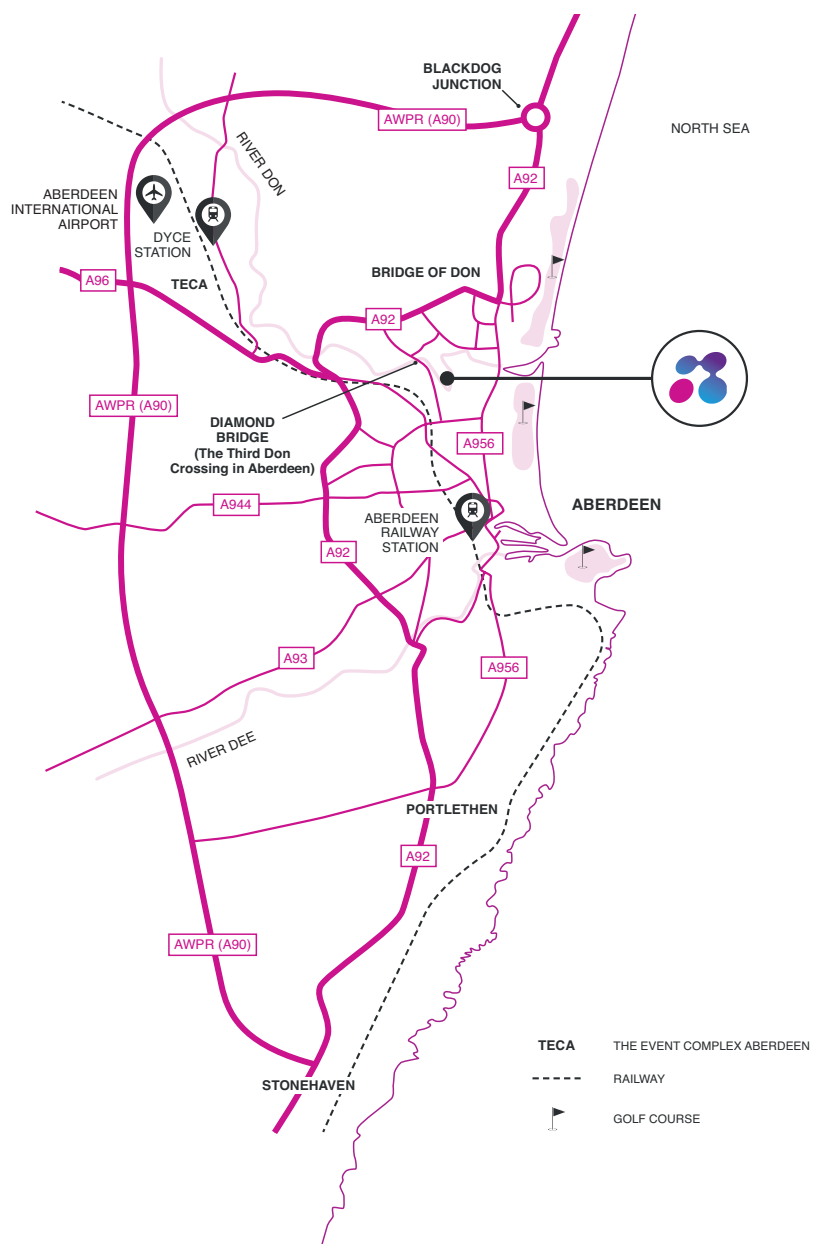 BLACKDOG
JUNCTION
AWPR (A90)
NORTH SEA
RIVER DON
A92
ABERDEEN
INTERNATIONAL
AIRPORT
DYCE
STATION
BRIDGE OF DON
A96
TECA
A92
AWPR (A90)
DIAMOND
BRIDGE
(The Third Don
Crossing in Aberdeen)
A956
A944
ABERDEEN
RAILWAY
STATION
ABERDEEN
A92
A93
A956
RIVER DEE
PORTLETHEN
A92
AWPR (A90)
STONEHAVEN
TECA THE EVENT COMPLEX ABERDEEN
RAILWAY
GOLF COURSE